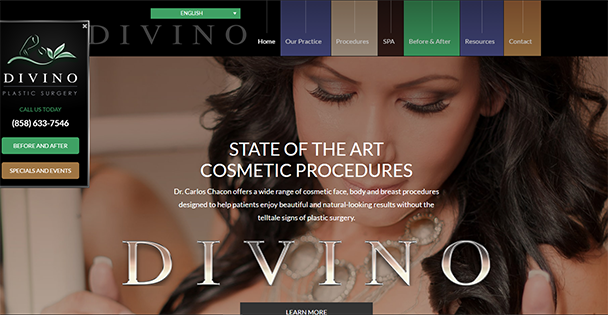 ENGLISH
DIVINO
Home
Our Practice
Procedures
SPA
Before & After
Resources
Contact
DIVINO
PLASTIC SURGERY
CALL US TODAY
(858) 633-7546
BEFORE AND AFTER
SPECIALS AND EVENTS
STATE OF THE ART
COSMETIC PROCEDURES
Dr. Carlos Chacon offers a wide range of cosmetic face, body and breast procedures
designed to help patients enjoy beautiful and natural-looking results without the
telltale signs of plastic surgery.
DIVINO
LEARN MORE